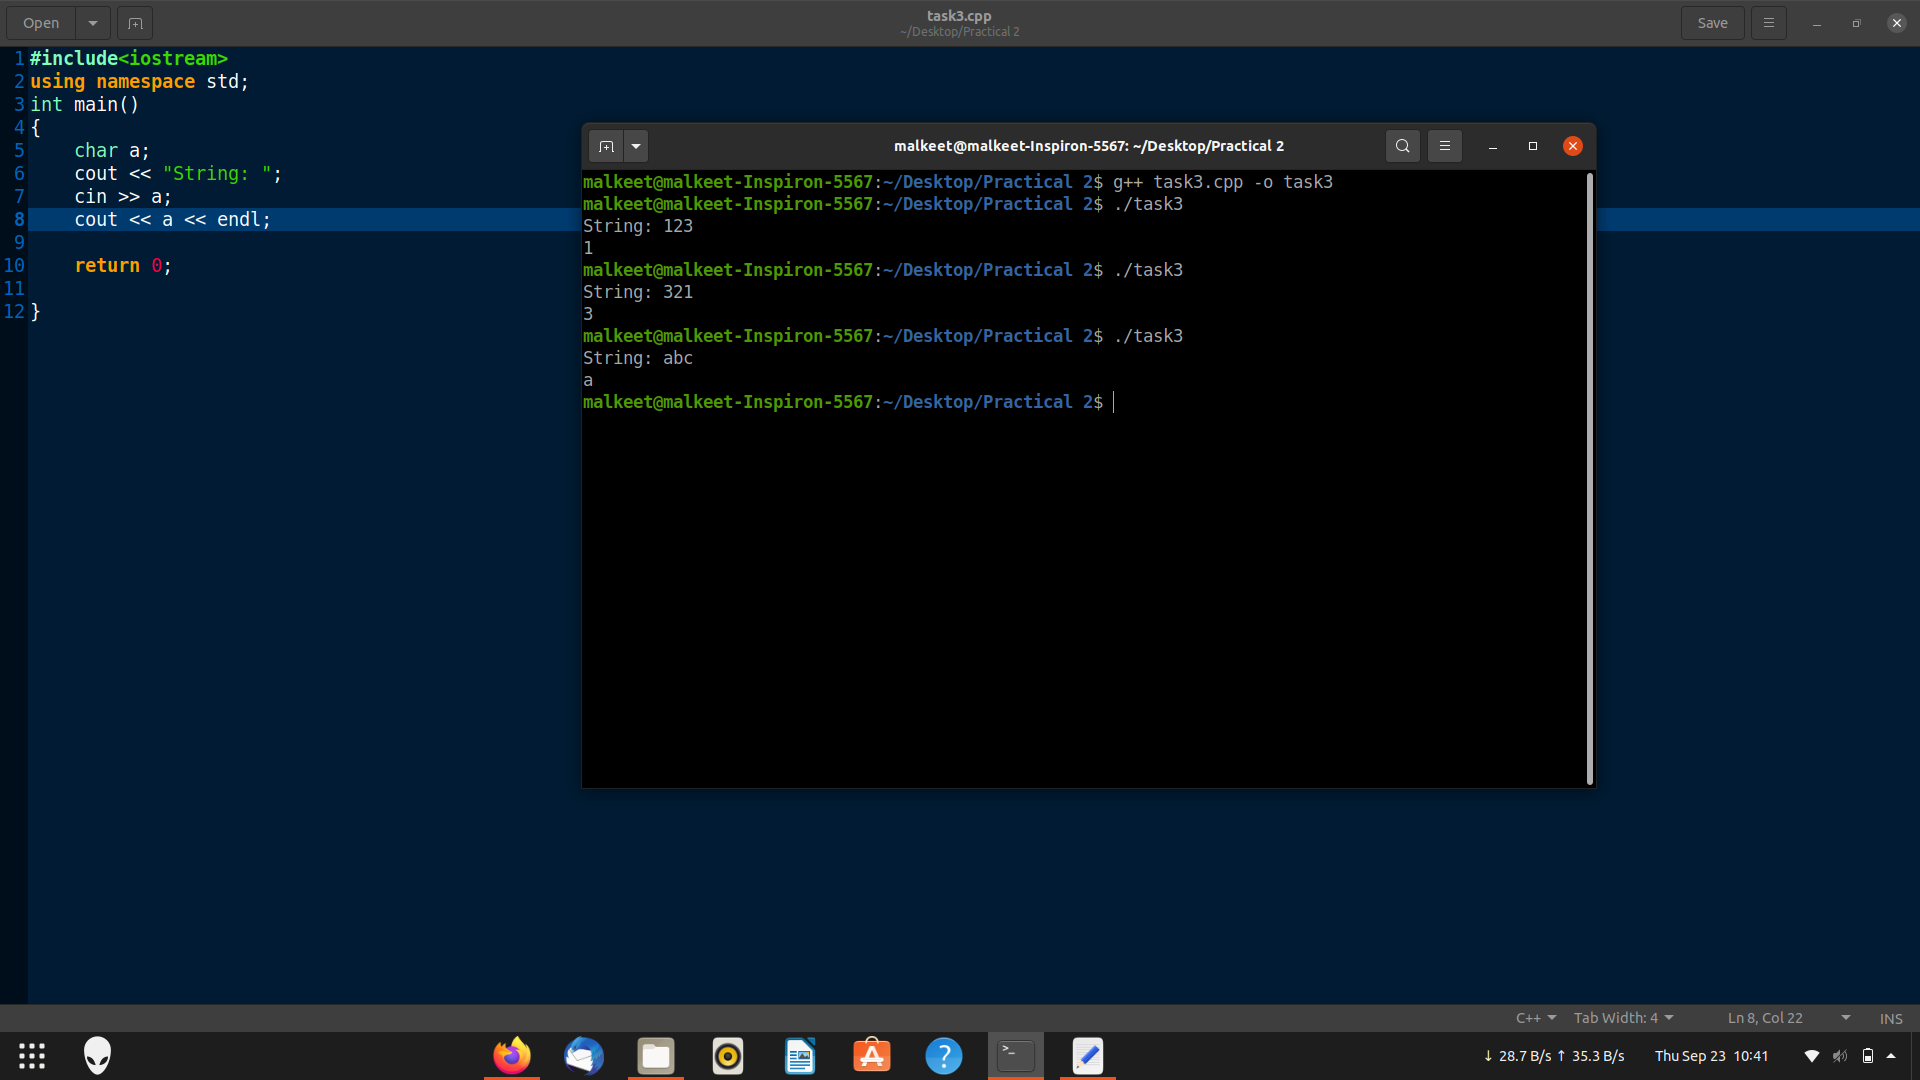 Open
task3.cpp
~/Desktop/Practical 2
Save
1 #include<iostream>
2 using namespace std;
3 int main()
4 {
5     char a;
6     cout << "String: ";
7     cin >> a;
8     cout << a << endl;
9
10     return 0;
11
12 }
malkeet@malkeet-Inspiron-5567: ~/Desktop/Practical 2
malkeet@malkeet-Inspiron-5567:~/Desktop/Practical 2$ g++ task3.cpp -o task3
malkeet@malkeet-Inspiron-5567:~/Desktop/Practical 2$ ./task3
String: 123
1
malkeet@malkeet-Inspiron-5567:~/Desktop/Practical 2$ ./task3
String: 321
3
malkeet@malkeet-Inspiron-5567:~/Desktop/Practical 2$ ./task3
String: abc
a
malkeet@malkeet-Inspiron-5567:~/Desktop/Practical 2$
C++ Tab Width: 4 Ln 8, Col 22 INS
↓ 28.7 B/s ↑ 35.3 B/s Thu Sep 23 10:41